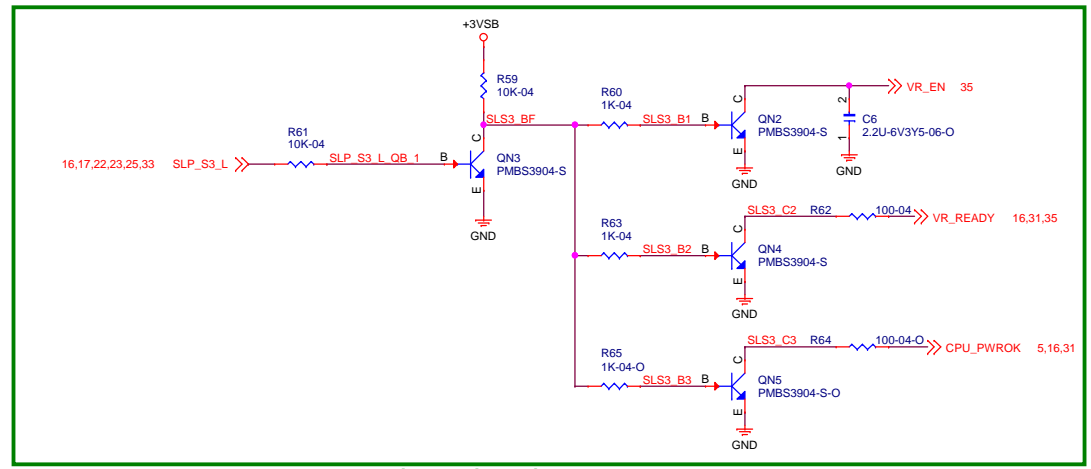 +3VSB
R59
10K-04
R60
1K-04
SLS3_BF
SLS3_B1
B
C
E
QN2
PMBS3904-S
GND
VR_EN 35
2
1
C6
2.2U-6V3Y5-06-O
GND
R61
10K-04
16,17,22,23,25,33 SLP_S3_L
SLP_S3_L_QB_1
B
C
E
QN3
PMBS3904-S
GND
R63
1K-04
SLS3_B2
B
C
E
SLS3_C2
R62
100-04
VR_READY 16,31,35
QN4
PMBS3904-S
GND
R65
1K-04-O
SLS3_B3
B
C
E
SLS3_C3
R64
100-04-O
CPU_PWROK 5,16,31
QN5
PMBS3904-S-O
GND